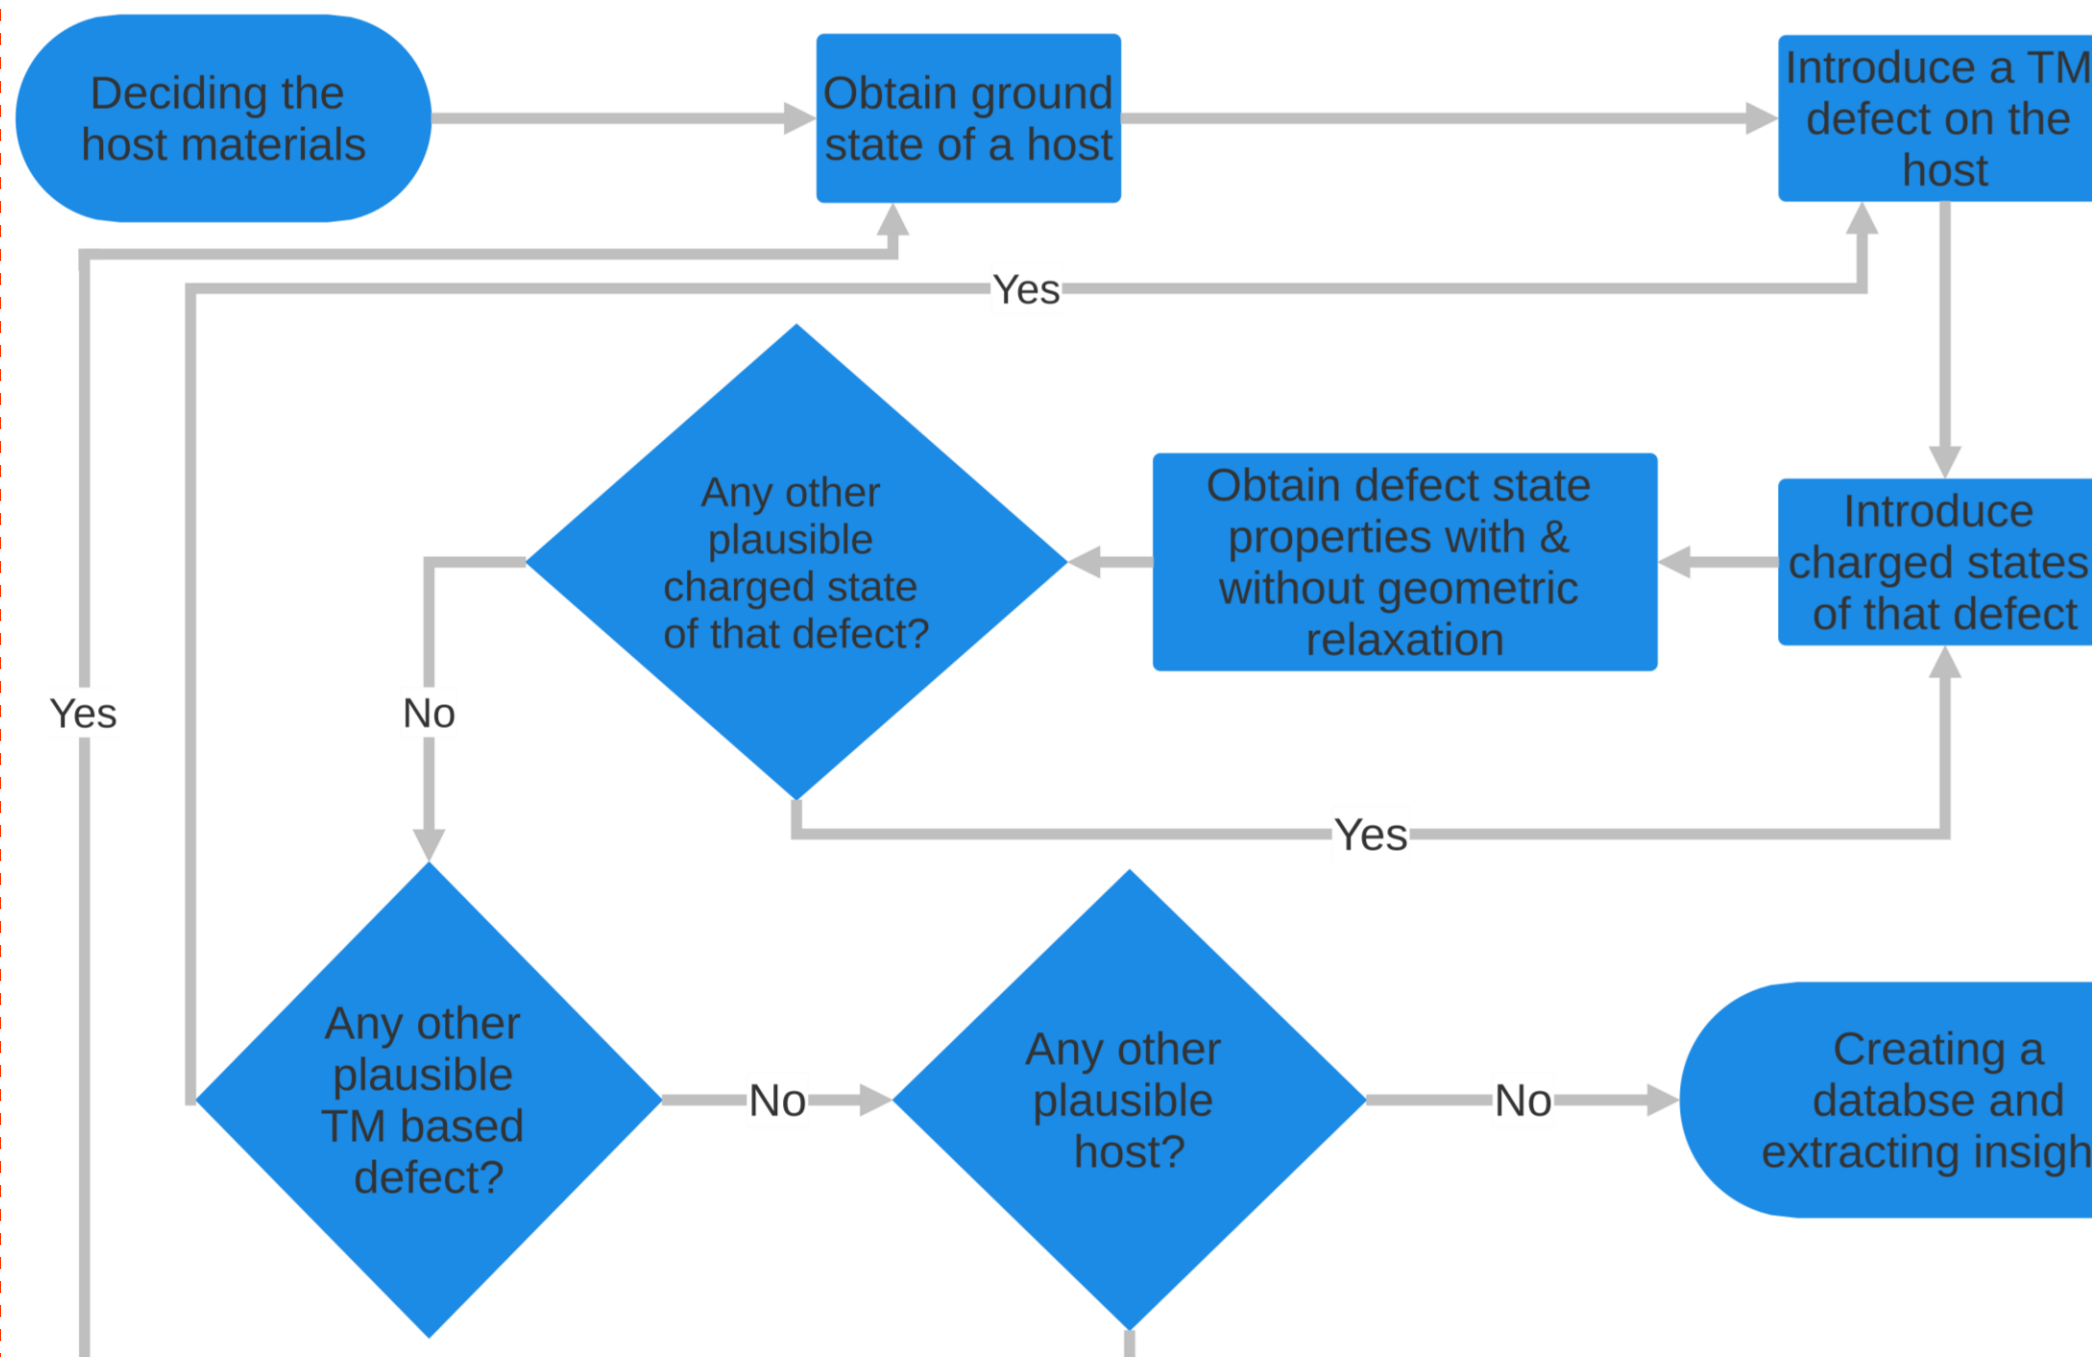 Deciding the
host materials
Obtain ground
state of a host
Introduce a TM
defect on the
host
Yes
Any other
plausible
charged state
of that defect?
Obtain defect state
properties with &
without geometric
relaxation
Introduce
charged states
of that defect
Yes
No
Yes
Any other
plausible
TM based
defect?
No
Any other
plausible
host?
No
Creating a
databse and
extracting insigh